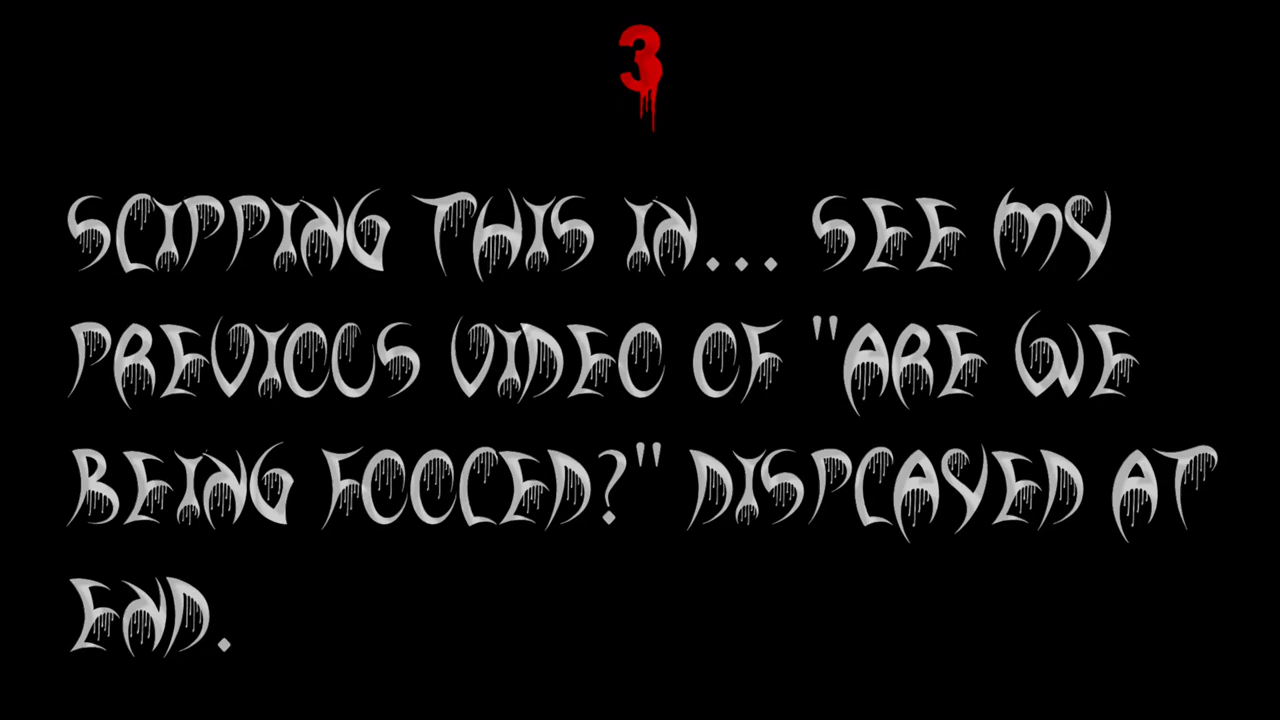 3
SLIPPING THIS IN... SEE MY
PREVIOUS VIDEO OF "ARE WE
BEING FOOLED?" DISPLAYED AT
END.